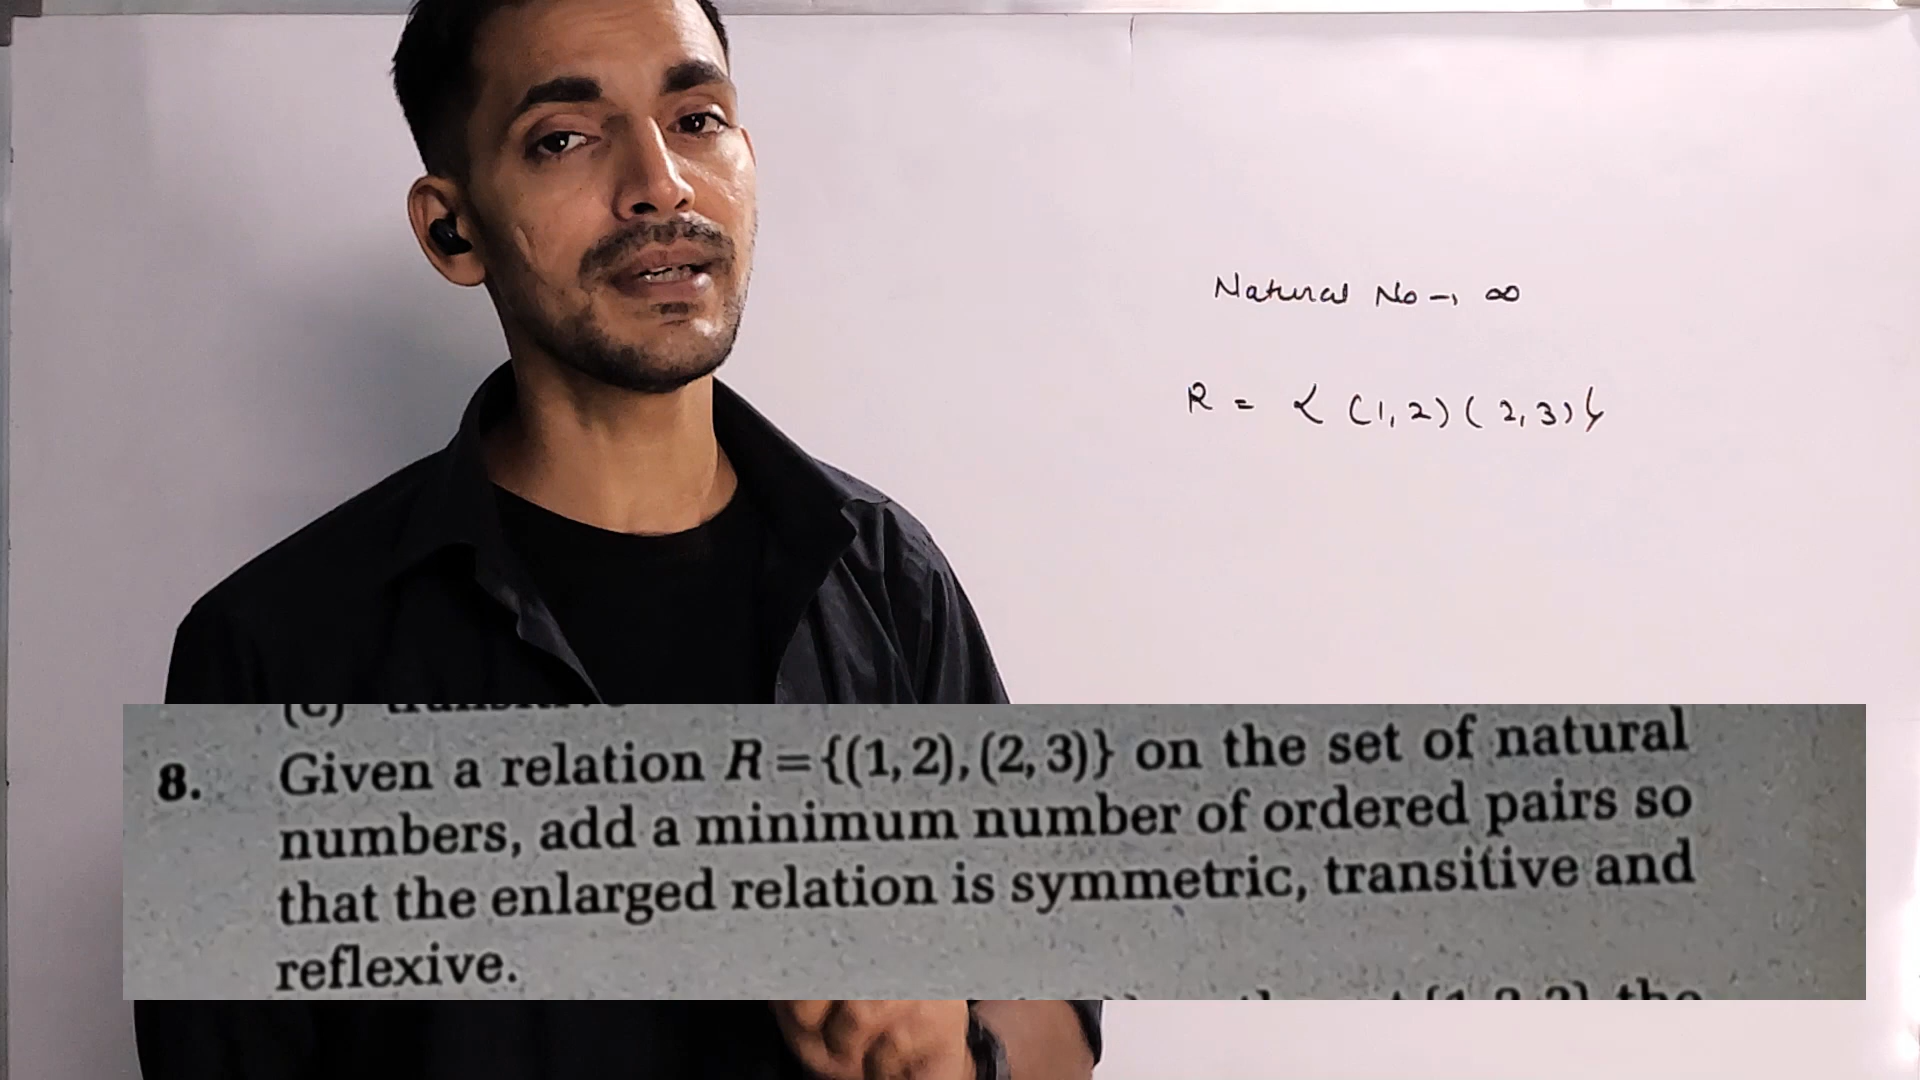 Natural No → ∞
R = { (1, 2) ( 2, 3) }
8. Given a relation R={(1, 2), (2, 3)} on the set of natural
numbers, add a minimum number of ordered pairs so
that the enlarged relation is symmetric, transitive and
reflexive.